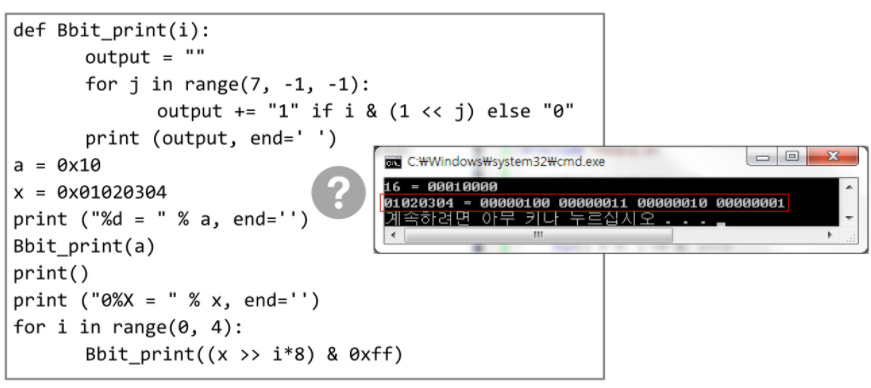 def Bbit_print(i):
output = ""
for j in range(7, -1, -1):
output += "1" if i & (1 << j) else "0"
print (output, end=' ')
a = 0x10
x = 0x01020304
print ("%d = " % a, end='')
Bbit_print(a)
print()
print ("0%X = " % x, end='')
for i in range(0, 4):
Bbit_print((x >> i*8) & 0xff)
?
C:\ C:₩Windows₩system32₩cmd.exe
16 = 00010000
01020304 = 00000100 00000011 00000010 00000001
계속하려면 아무 키나 누르십시오 . . .